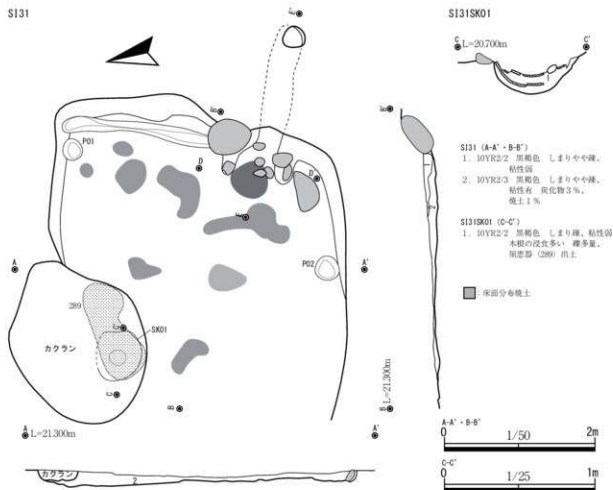 SI31
SI31SK01
C
C'
L=20.700m
1
E'
B'
B'
P01
D
D'
E
SI31 (A-A'・B-B')
1. 10YR2/2 黒褐色 しまりやや疎、
粘性弱
2. 10YR2/3 黒褐色 しまりやや疎、
粘性有 炭化物3%、
焼土1%
SI31SK01 (C-C')
1. 10YR2/2 黒褐色 しまり疎、粘性弱
木根の浸食多い 礫多量、
須恵器 (289) 出土
2
P02
A
A'
289
C'
SK01
カクラン
C
B
B
L=21.300m
床面分布焼土
A
L=21.300m
A'
A-A'・B-B'
0 1/50 2m
C-C'
0 1/25 1m
カクラン
2